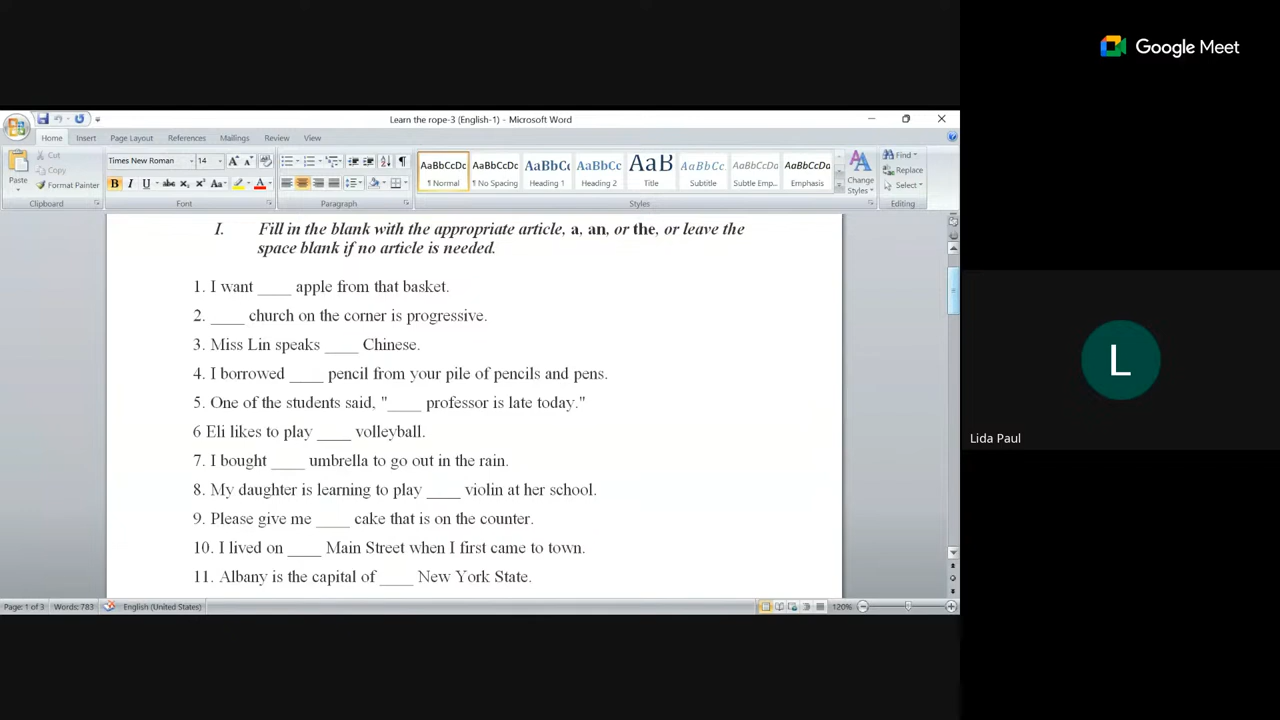 Google Meet
Learn the rope-3 (English-1) - Microsoft Word
Home Insert Page Layout References Mailings Review View
Paste
Cut
Copy
Format Painter
Clipboard
Times New Roman 14
Font
Paragraph
AaBbCcDc AaBbCcDc AaBbC AaBbCc AaB AaBbCc. AaBbCcDc AaBbCcDc
¶ Normal ¶ No Spacing Heading 1 Heading 2 Title Subtitle Subtle Emp... Emphasis
Change Styles
Styles
Find
Replace
Select
Editing
I. Fill in the blank with the appropriate article, a, an, or the, or leave the
space blank if no article is needed.
1. I want ____ apple from that basket.
2. ____ church on the corner is progressive.
3. Miss Lin speaks ____ Chinese.
4. I borrowed ____ pencil from your pile of pencils and pens.
5. One of the students said, "____ professor is late today."
6 Eli likes to play ____ volleyball.
7. I bought ____ umbrella to go out in the rain.
8. My daughter is learning to play ____ violin at her school.
9. Please give me ____ cake that is on the counter.
10. I lived on ____ Main Street when I first came to town.
11. Albany is the capital of ____ New York State.
Page: 1 of 3 Words: 783 English (United States) 120%
L
Lida Paul